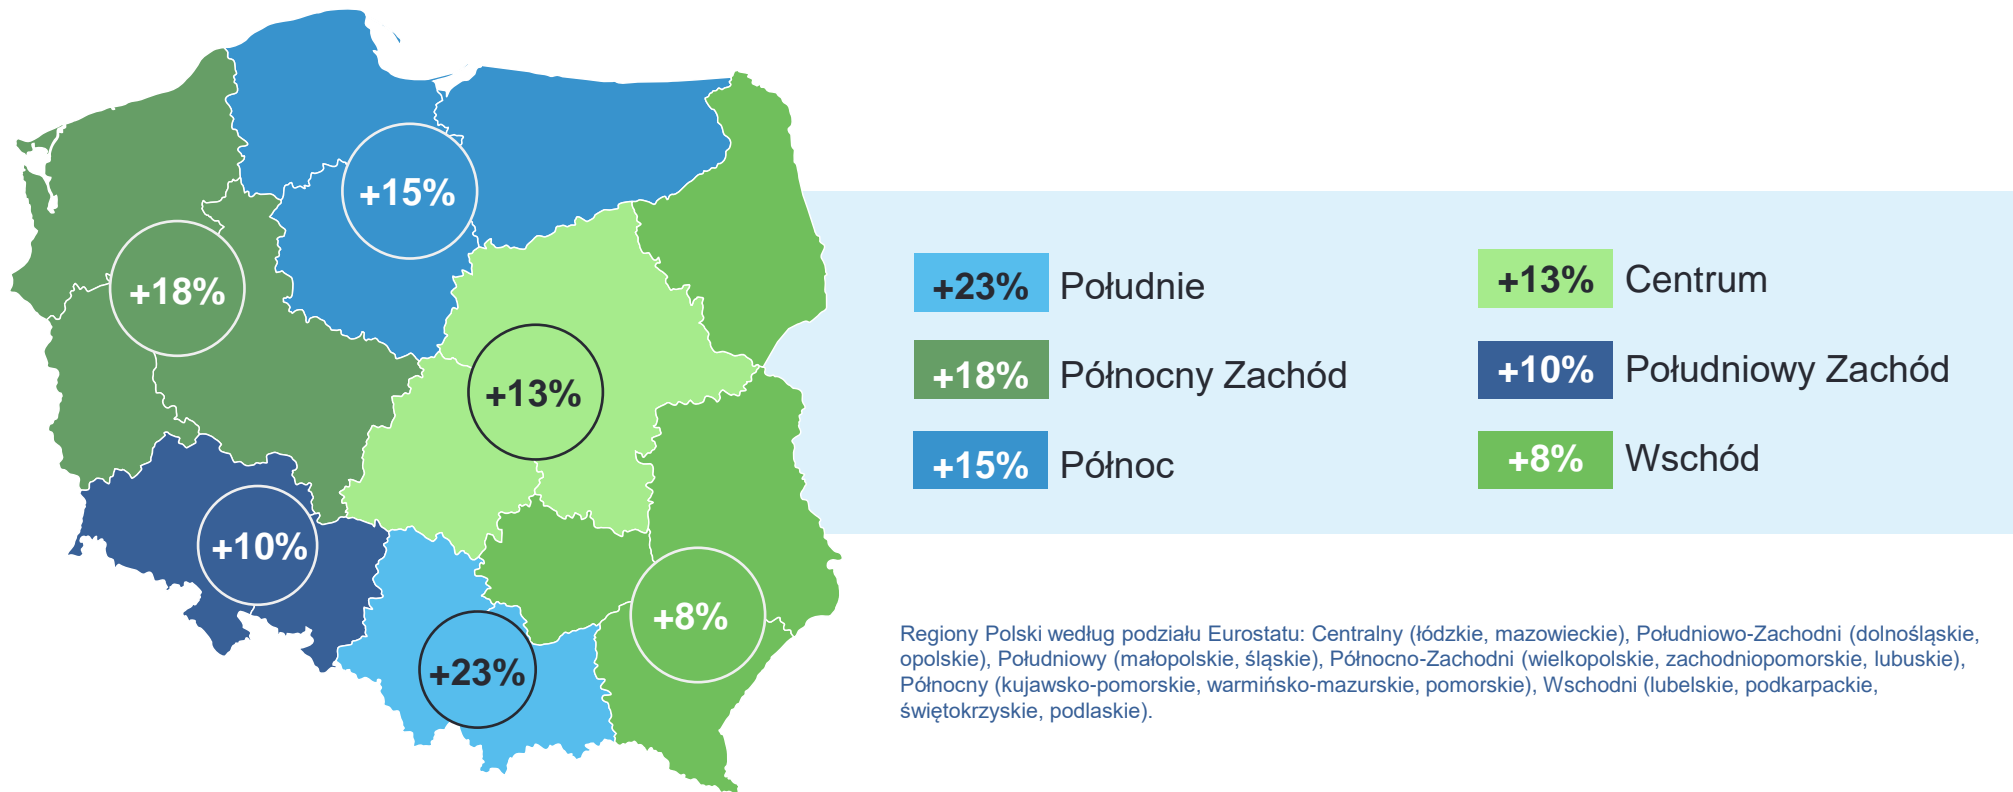 +15%
+18%
+13%
+10%
+8%
+23%
+23% Południe
+18% Północny Zachód
+15% Północ
+13% Centrum
+10% Południowy Zachód
+8% Wschód
Regiony Polski według podziału Eurostatu: Centralny (łódzkie, mazowieckie), Południowo-Zachodni (dolnośląskie,
opolskie), Południowy (małopolskie, śląskie), Północno-Zachodni (wielkopolskie, zachodniopomorskie, lubuskie),
Północny (kujawsko-pomorskie, warmińsko-mazurskie, pomorskie), Wschodni (lubelskie, podkarpackie,
świętokrzyskie, podlaskie).